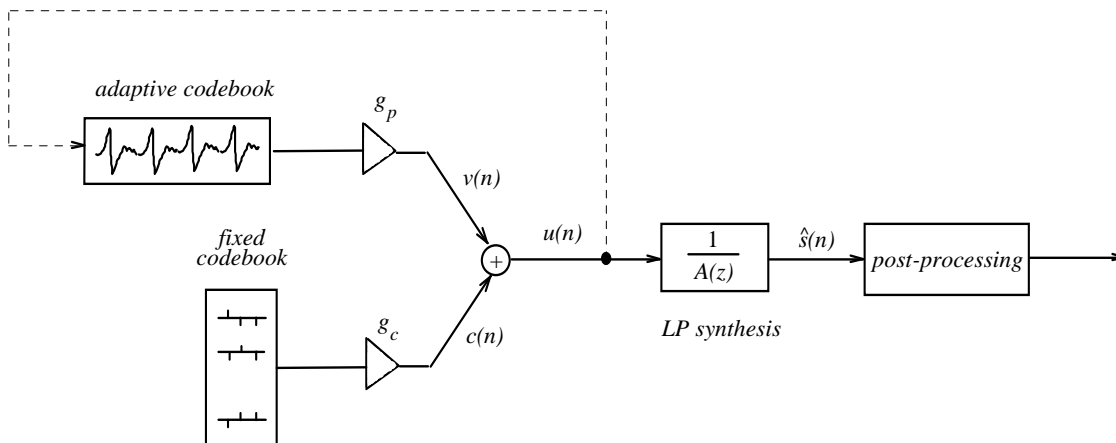 adaptive codebook
g_p
v(n)
fixed
codebook
g_c
c(n)
+
u(n)
1
A(z)
LP synthesis
ŝ(n)
post-processing